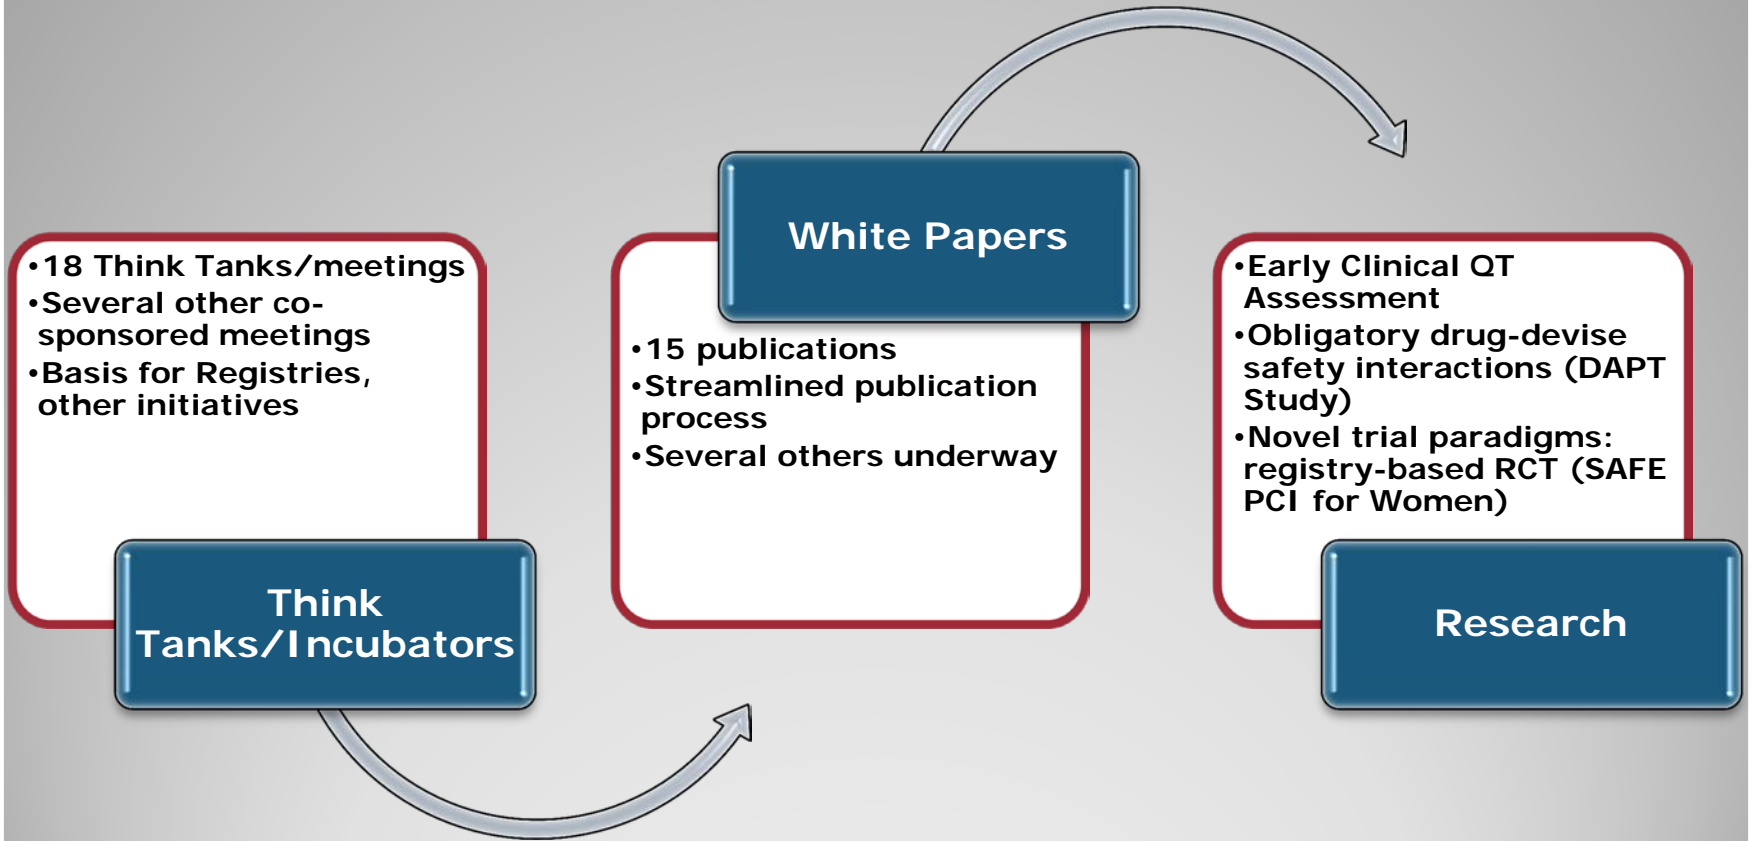 •18 Think Tanks/meetings
•Several other co-
sponsored meetings
•Basis for Registries,
other initiatives
Think
Tanks/Incubators
White Papers
•15 publications
•Streamlined publication
process
•Several others underway
•Early Clinical QT
Assessment
•Obligatory drug-devise
safety interactions (DAPT
Study)
•Novel trial paradigms:
registry-based RCT (SAFE
PCI for Women)
Research